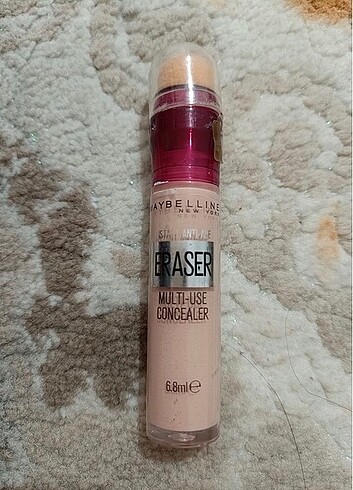 MAYBELLINE
NEW YORK
ERASER
MULTI-USE
CONCEALER
6.8ml℮